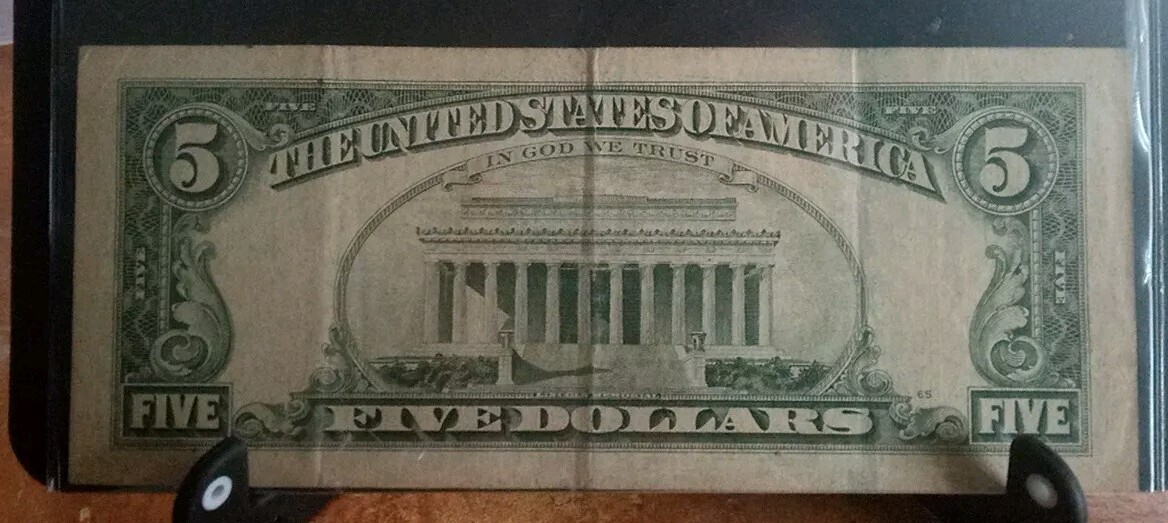 FIVE FIVE
5 THE UNITED STATES OF AMERICA 5
IN GOD WE TRUST
FIVE FIVE
65
FIVE FIVE DOLLARS FIVE